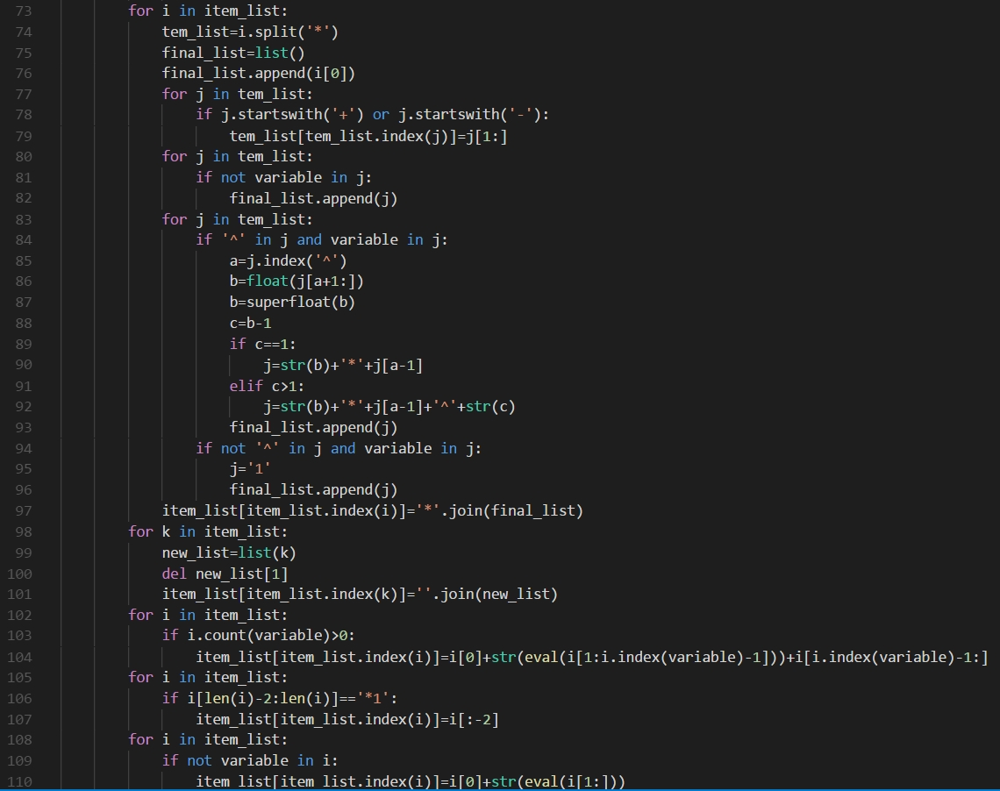 73 for i in item_list:
74 tem_list=i.split('*')
75 final_list=list()
76 final_list.append(i[0])
77 for j in tem_list:
78 if j.startswith('+') or j.startswith('-'):
79 tem_list[tem_list.index(j)]=j[1:]
80 for j in tem_list:
81 if not variable in j:
82 final_list.append(j)
83 for j in tem_list:
84 if '^' in j and variable in j:
85 a=j.index('^')
86 b=float(j[a+1:])
87 b=superfloat(b)
88 c=b-1
89 if c==1:
90 j=str(b)+'*'+j[a-1]
91 elif c>1:
92 j=str(b)+'*'+j[a-1]+'^'+str(c)
93 final_list.append(j)
94 if not '^' in j and variable in j:
95 j='1'
96 final_list.append(j)
97 item_list[item_list.index(i)]='*'.join(final_list)
98 for k in item_list:
99 new_list=list(k)
100 del new_list[1]
101 item_list[item_list.index(k)]=''.join(new_list)
102 for i in item_list:
103 if i.count(variable)>0:
104 item_list[item_list.index(i)]=i[0]+str(eval(i[1:i.index(variable)-1]))+i[i.index(variable)-1:]
105 for i in item_list:
106 if i[len(i)-2:len(i)]=='*1':
107 item_list[item_list.index(i)]=i[:-2]
108 for i in item_list:
109 if not variable in i:
110 item_list[item_list.index(i)]=i[0]+str(eval(i[1:]))